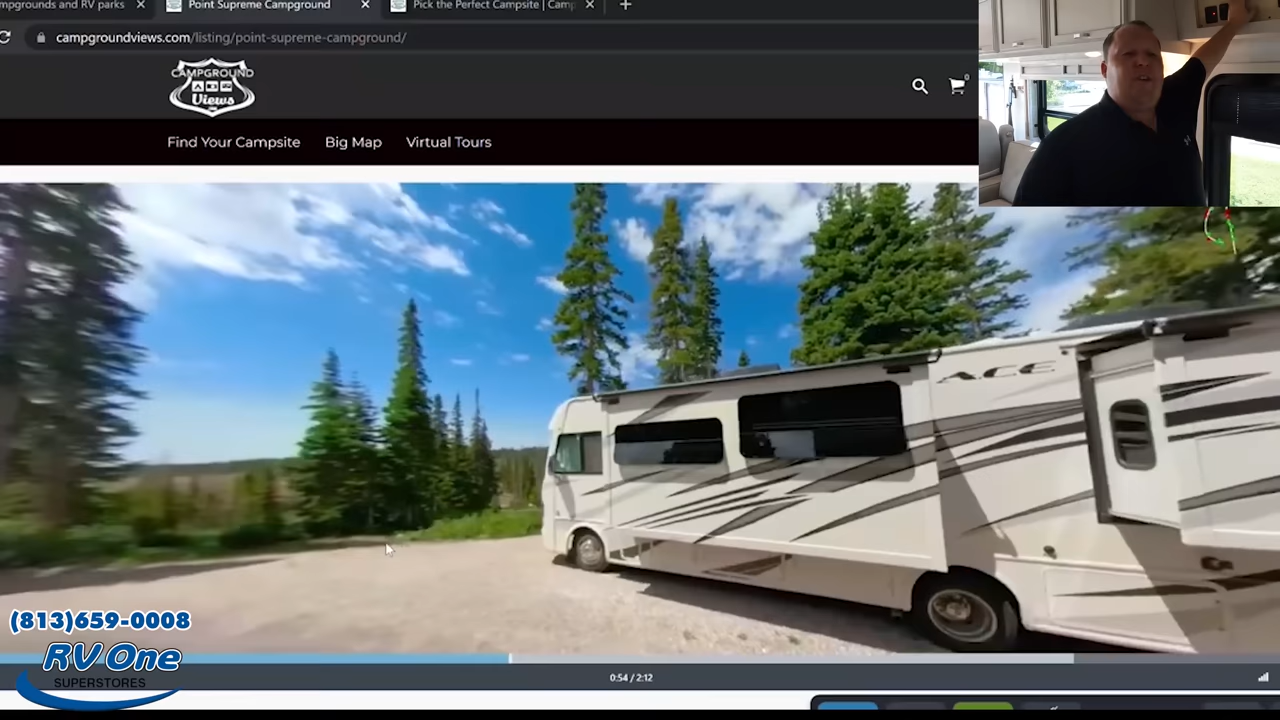 mpgrounds and RV parks
Point Supreme Campground
Pick the Perfect Campsite | Camp
campgroundviews.com/listing/point-supreme-campground/
CAMPGROUND
Views
0
Find Your Campsite
Big Map
Virtual Tours
ACE
(813)659-0008
RV One
SUPERSTORES
0:54 / 2:12